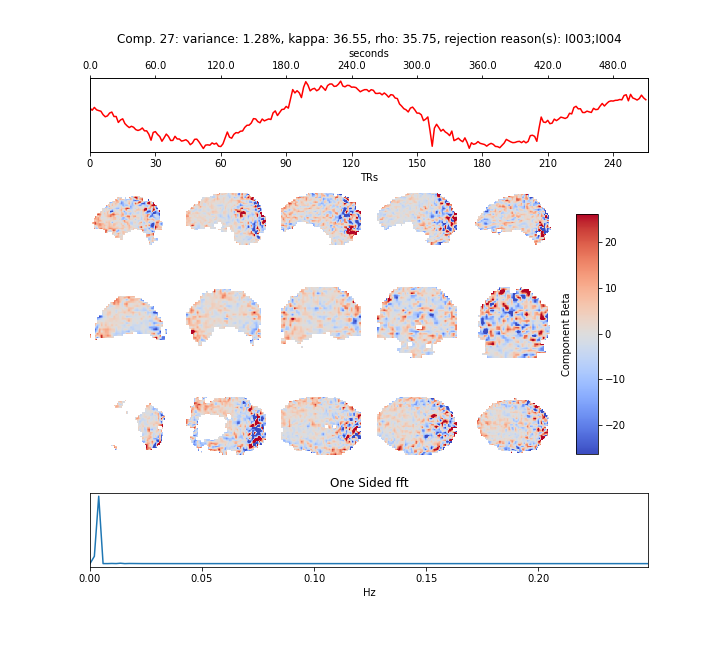 Comp. 27: variance: 1.28%, kappa: 36.55, rho: 35.75, rejection reason(s): I003;I004
seconds
0.0 60.0 120.0 180.0 240.0 300.0 360.0 420.0 480.0
0 30 60 90 120 150 180 210 240
TRs
20
10
0
−10
−20
Component Beta
One Sided fft
0.00 0.05 0.10 0.15 0.20
Hz